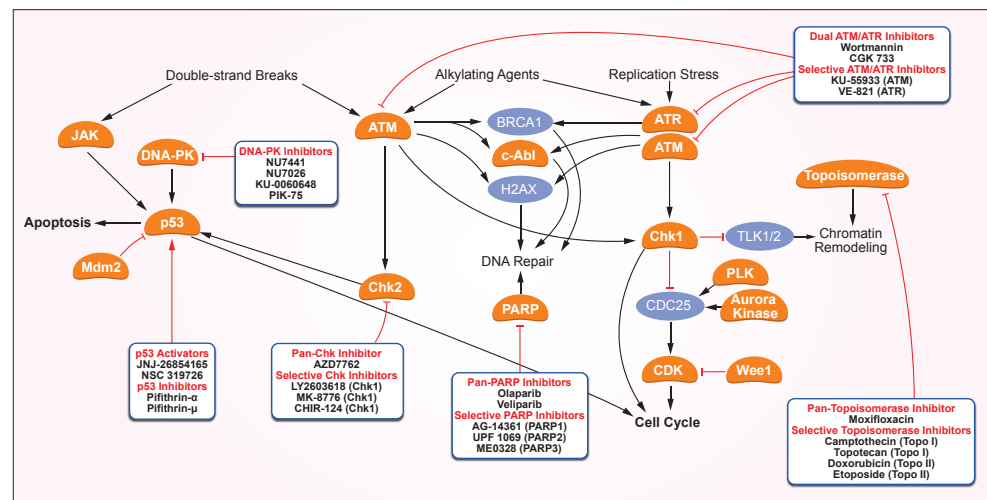 Dual ATM/ATR Inhibitors
Wortmannin
CGK 733
Selective ATM/ATR Inhibitors
KU-55933 (ATM)
VE-821 (ATR)
Double-strand Breaks
Alkylating Agents
Replication Stress
JAK
ATM
BRCA1
ATR
ATM
c-Abl
DNA-PK
DNA-PK Inhibitors
NU7441
NU7026
KU-0060648
PIK-75
H2AX
Topoisomerase
Apoptosis
p53
Chk1
TLK1/2
Chromatin
Remodeling
DNA Repair
Mdm2
Chk2
PARP
PLK
CDC25
Aurora
Kinase
CDK
Wee1
Cell Cycle
p53 Activators
JNJ-26854165
NSC 319726
p53 Inhibitors
Pifithrin-α
Pifithrin-μ
Pan-Chk Inhibitor
AZD7762
Selective Chk Inhibitors
LY2603618 (Chk1)
MK-8776 (Chk1)
CHIR-124 (Chk1)
Pan-PARP Inhibitors
Olaparib
Veliparib
Selective PARP Inhibitors
AG-14361 (PARP1)
UPF 1069 (PARP2)
ME0328 (PARP3)
Pan-Topoisomerase Inhibitor
Moxifloxacin
Selective Topoisomerase Inhibitors
Camptothecin (Topo I)
Topotecan (Topo I)
Doxorubicin (Topo II)
Etoposide (Topo II)